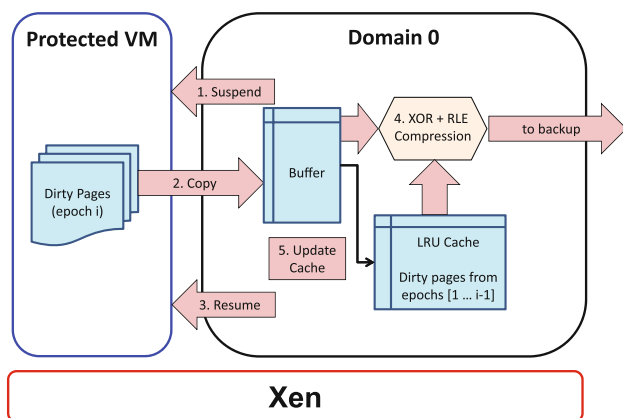 Protected VM
Domain 0
1. Suspend
4. XOR + RLE
Compression
to backup
Dirty Pages
(epoch i)
2. Copy
Buffer
5. Update
Cache
LRU Cache
Dirty pages from
epochs [1 ... i-1]
3. Resume
Xen